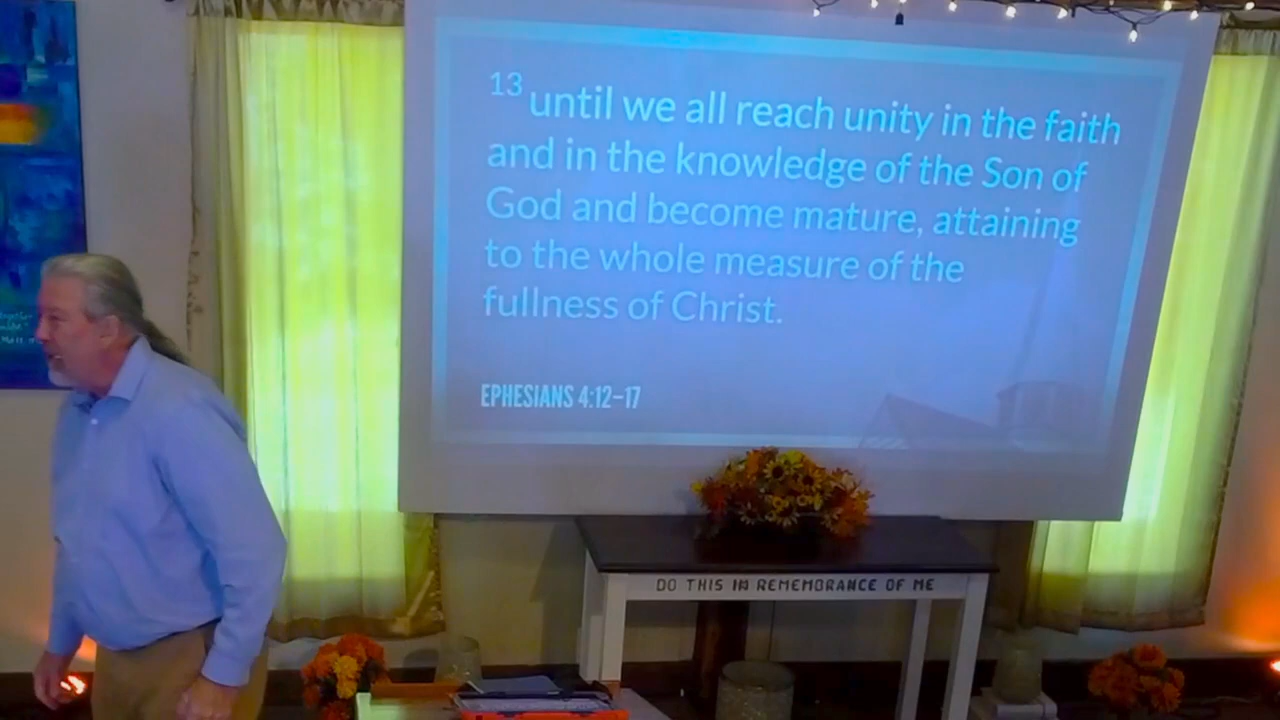 13 until we all reach unity in the faith
and in the knowledge of the Son of
God and become mature, attaining
to the whole measure of the
fullness of Christ.
EPHESIANS 4:12–17
DO THIS IN REMEMBRANCE OF ME